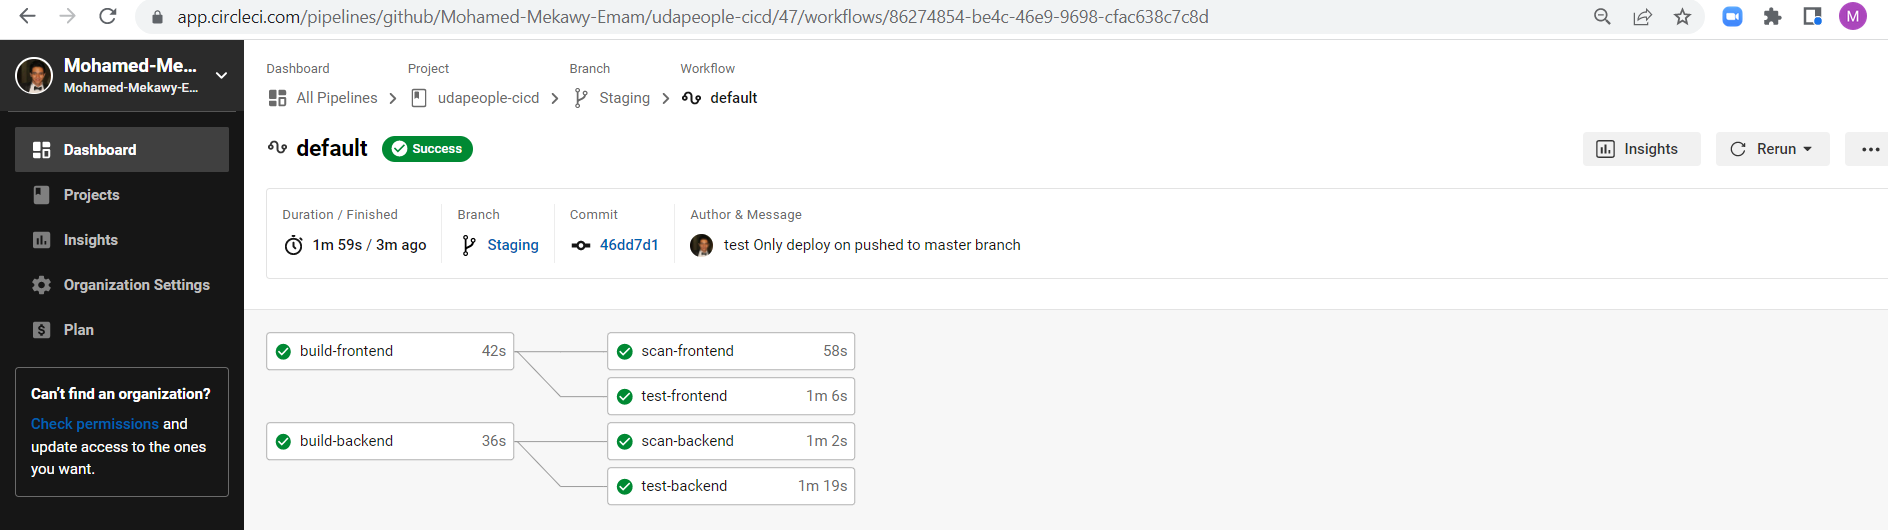 app.circleci.com/pipelines/github/Mohamed-Mekawy-Emam/udapeople-cicd/47/workflows/86274854-be4c-46e9-9698-cfac638c7c8d
M
Mohamed-Me...
Mohamed-Mekawy-E...
Dashboard
Projects
Insights
Organization Settings
Plan
Can't find an organization?
Check permissions and
update access to the ones
you want.
Dashboard Project Branch Workflow
All Pipelines udapeople-cicd Staging default
default Success
Insights Rerun
Duration / Finished Branch Commit Author & Message
1m 59s / 3m ago Staging 46dd7d1 test Only deploy on pushed to master branch
build-frontend 42s scan-frontend 58s
test-frontend 1m 6s
build-backend 36s scan-backend 1m 2s
test-backend 1m 19s